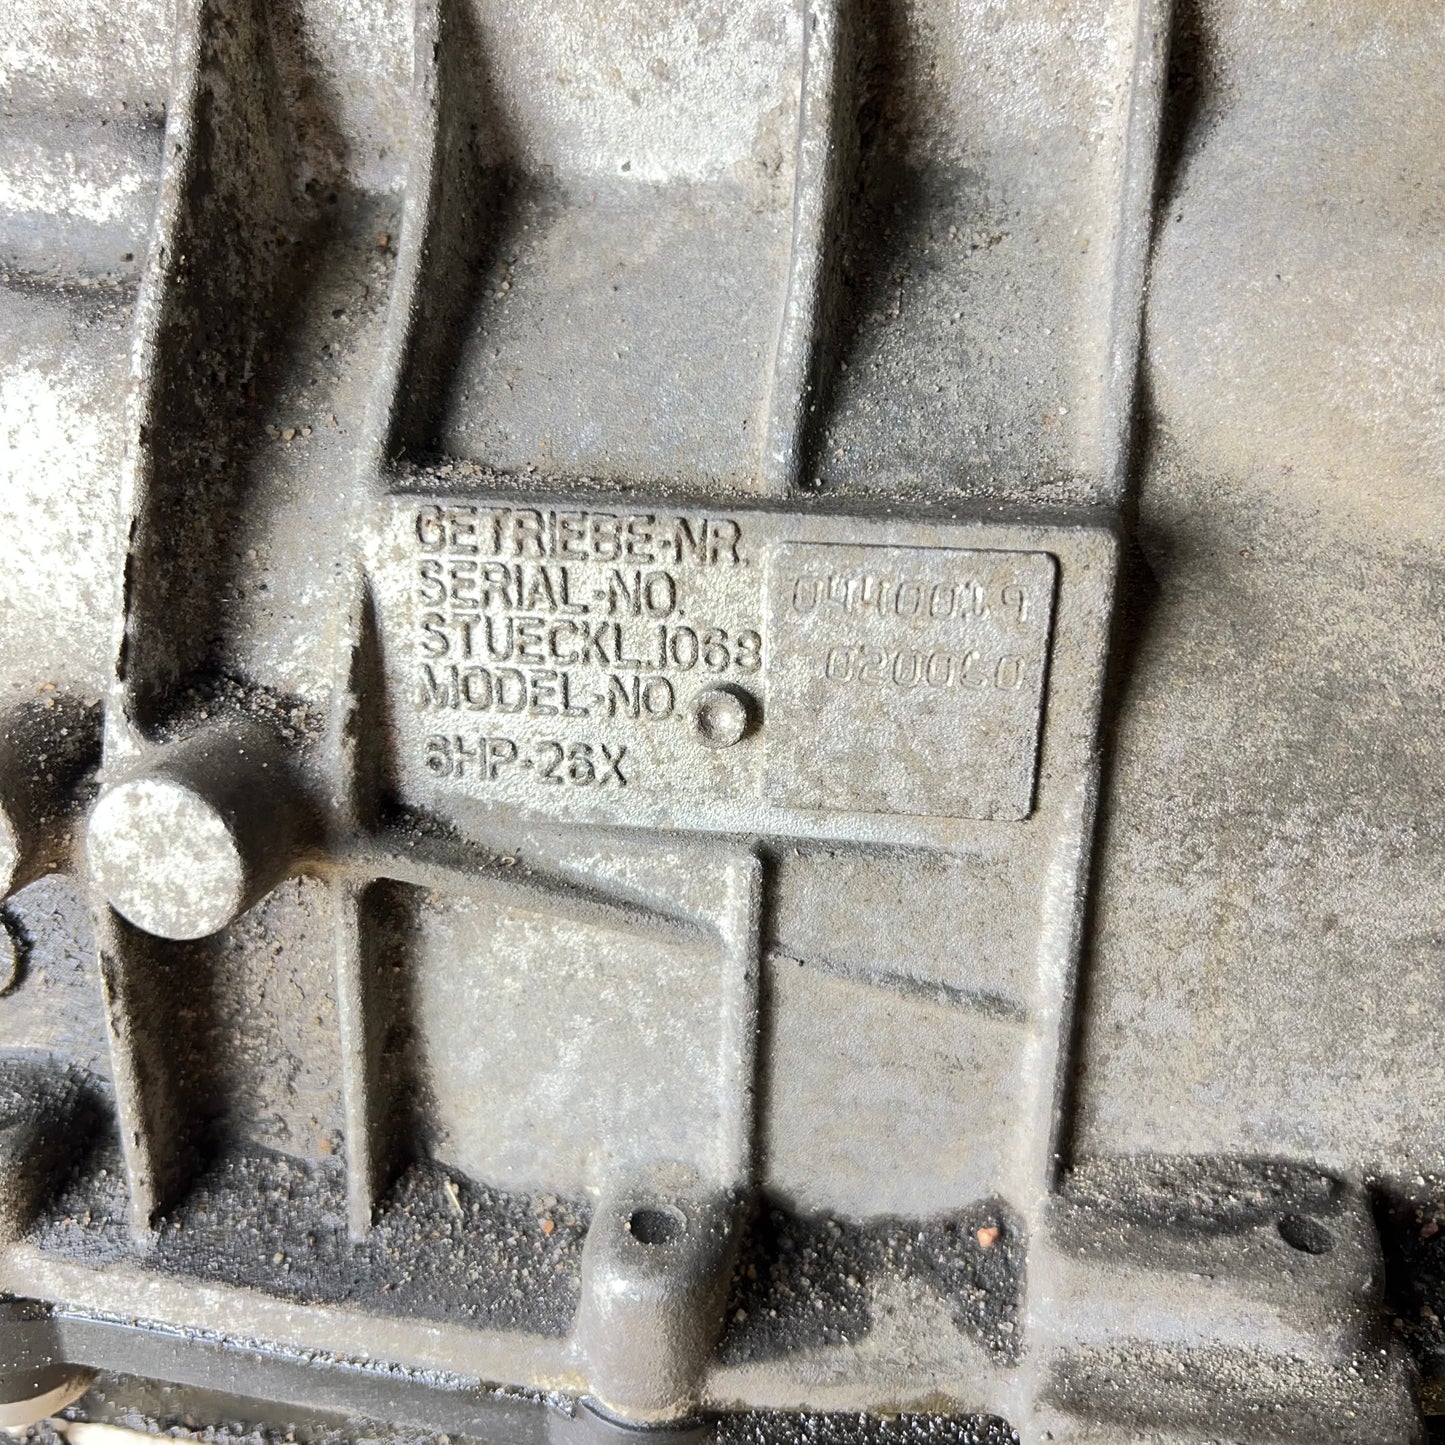 GETRIEBE-NR.
SERIAL-NO.
STUECKL.1068
MODEL-NO.
6HP-26X